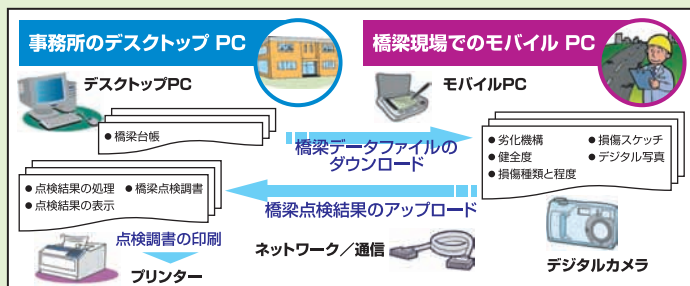 事務所のデスクトップ PC
橋梁現場でのモバイル PC
デスクトップPC
モバイルPC
●橋梁台帳
橋梁データファイルの
ダウンロード
●劣化機構 ●損傷スケッチ
●健全度 ●デジタル写真
●損傷種類と程度
●点検結果の処理 ●橋梁点検調書
●点検結果の表示
橋梁点検結果のアップロード
点検調書の印刷
プリンター
ネットワーク／通信
デジタルカメラ